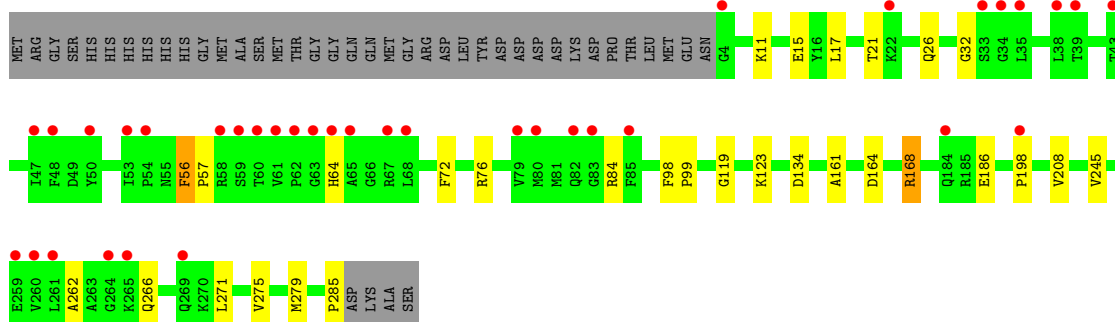 MET ARG GLY SER HIS HIS HIS HIS HIS HIS GLY MET ALA SER MET THR GLY GLY GLN GLN MET GLY ARG ASP LEU TYR ASP ASP ASP ASP LYS ASP PRO THR LEU MET GLU ASN G4 K11 E15 Y16 L17 T21 K22 Q26 G32 S33 G34 L35 L38 T39 T43
I47 F48 D49 Y50 I53 P54 N55 F56 P57 R58 S59 T60 V61 P62 G63 H64 A65 G66 R67 L68 F72 R76 V79 M80 M81 Q82 G83 R84 F85 F98 P99 G119 K123 D134 A161 D164 R168 Q184 R185 E186 P198 V208 V245
E259 V260 L261 A262 A263 G264 K265 Q266 Q269 K270 L271 V275 M279 P285 ASP LYS ALA SER